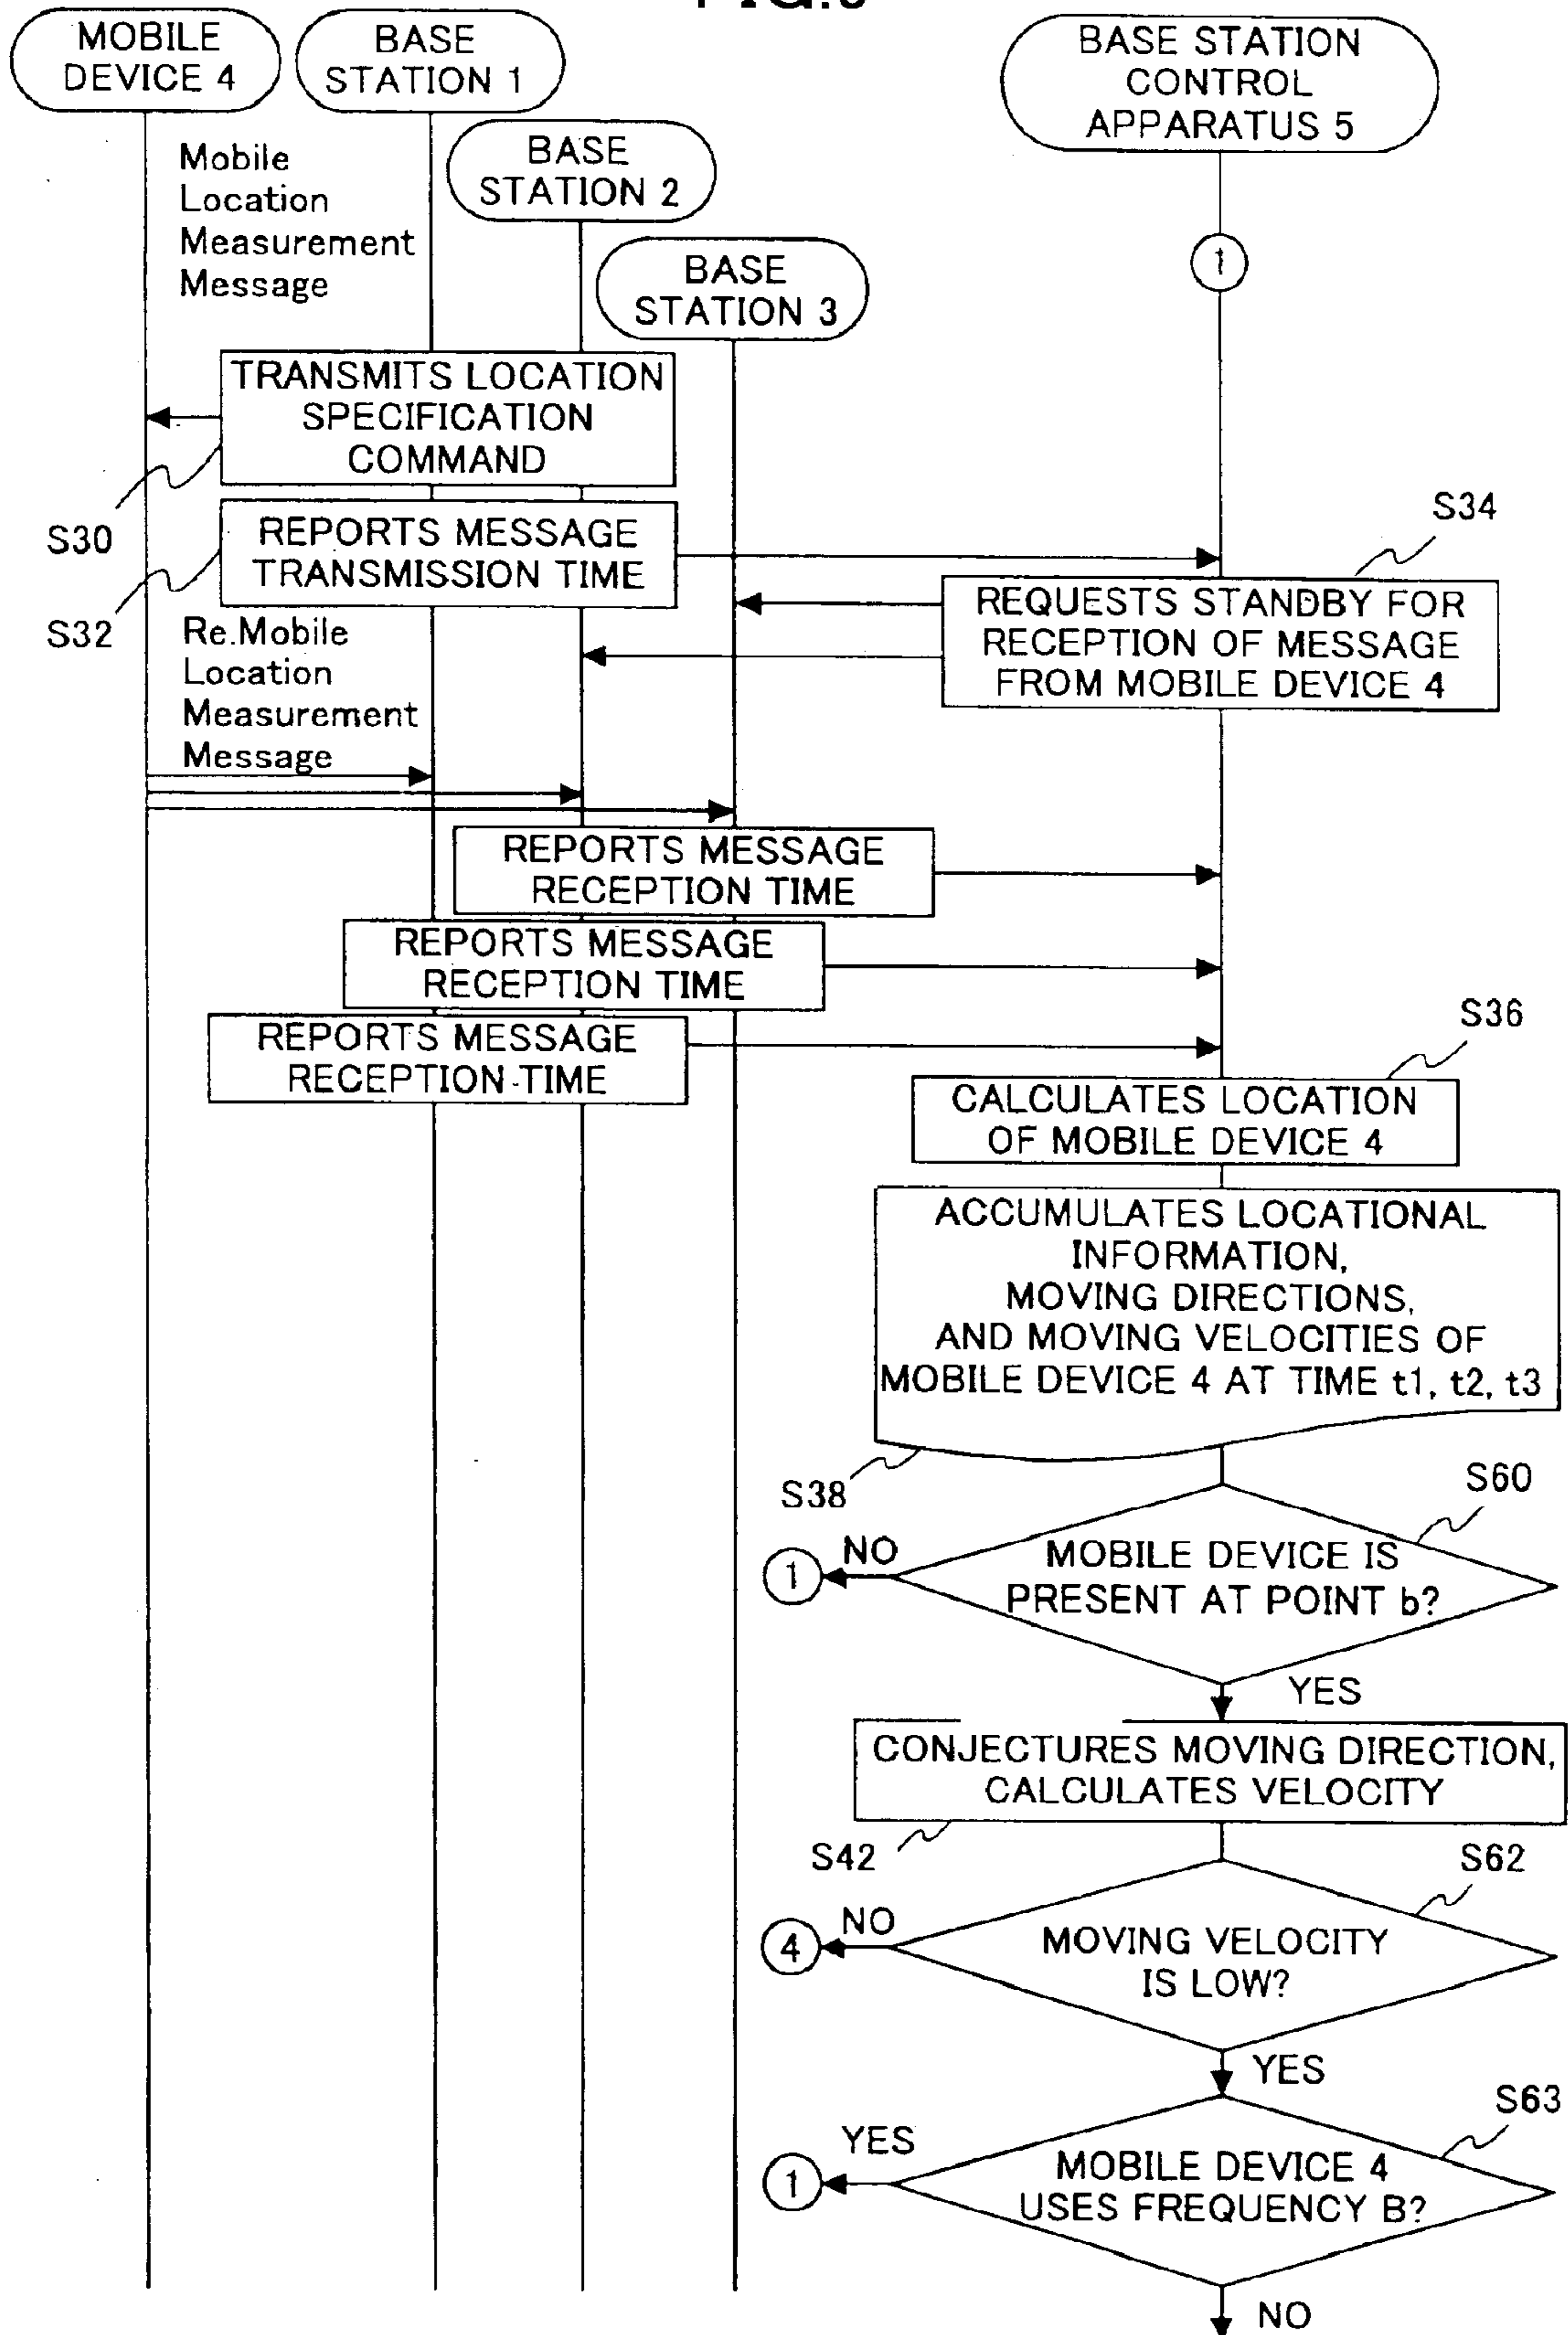 MOBILE
DEVICE 4
BASE
STATION 1
BASE STATION
CONTROL
APPARATUS 5
BASE
STATION 2
BASE
STATION 3
1
Mobile
Location
Measurement
Message
TRANSMITS LOCATION
SPECIFICATION
COMMAND
S30
REPORTS MESSAGE
TRANSMISSION TIME
S32
S34
REQUESTS STANDBY FOR
RECEPTION OF MESSAGE
FROM MOBILE DEVICE 4
Re.Mobile
Location
Measurement
Message
REPORTS MESSAGE
RECEPTION TIME
REPORTS MESSAGE
RECEPTION TIME
REPORTS MESSAGE
RECEPTION TIME
S36
CALCULATES LOCATION
OF MOBILE DEVICE 4
ACCUMULATES LOCATIONAL
INFORMATION,
MOVING DIRECTIONS,
AND MOVING VELOCITIES OF
MOBILE DEVICE 4 AT TIME t1, t2, t3
S38
S60
1
NO
MOBILE DEVICE IS
PRESENT AT POINT b?
YES
CONJECTURES MOVING DIRECTION,
CALCULATES VELOCITY
S42
S62
4
NO
MOVING VELOCITY
IS LOW?
YES
S63
1
YES
MOBILE DEVICE 4
USES FREQUENCY B?
NO